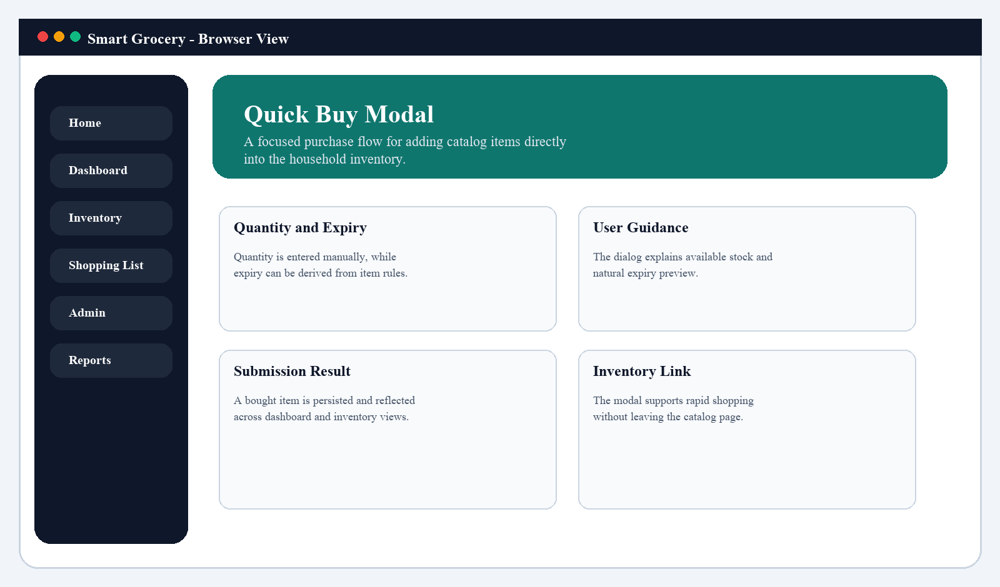 Smart Grocery - Browser View
Home
Dashboard
Inventory
Shopping List
Admin
Reports
Quick Buy Modal
A focused purchase flow for adding catalog items directly
into the household inventory.
Quantity and Expiry
Quantity is entered manually, while
expiry can be derived from item rules.
User Guidance
The dialog explains available stock and
natural expiry preview.
Submission Result
A bought item is persisted and reflected
across dashboard and inventory views.
Inventory Link
The modal supports rapid shopping
without leaving the catalog page.